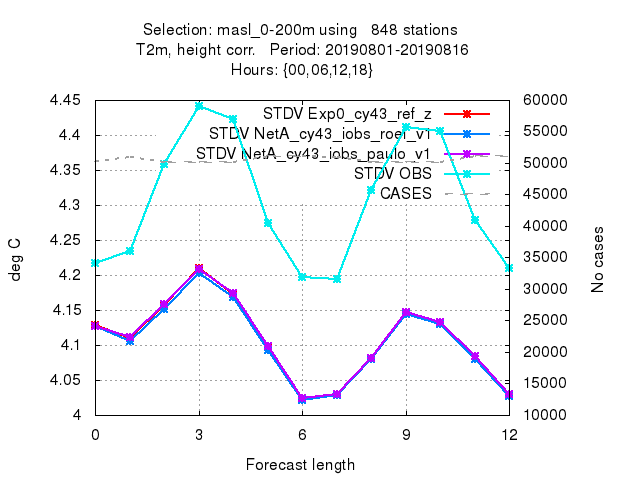 Selection: masl_0-200m using   848 stations
T2m, height corr.   Period: 20190801-20190816
Hours: {00,06,12,18}
4.45
4.4
4.35
4.3
4.25
4.2
4.15
4.1
4.05
4
deg C
STDV Exp0_cy43_ref_z
STDV NetA_cy43_iobs_roel_v1
STDV NetA_cy43_iobs_paulo_v1
STDV OBS
CASES
60000
55000
50000
45000
40000
35000
30000
25000
20000
15000
10000
No cases
0 3 6 9 12
Forecast length